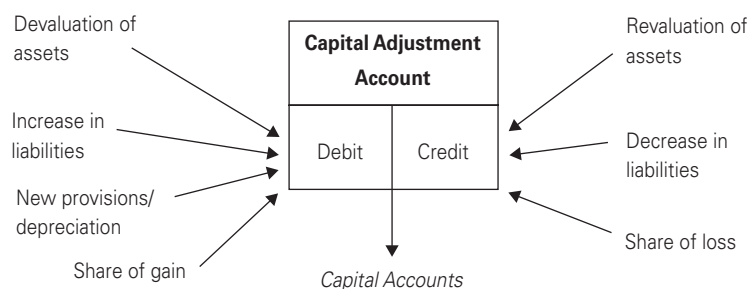 Devaluation of
assets
Increase in
liabilities
New provisions/
depreciation
Share of gain
Capital Adjustment
Account
Debit
Credit
Capital Accounts
Revaluation of
assets
Decrease in
liabilities
Share of loss